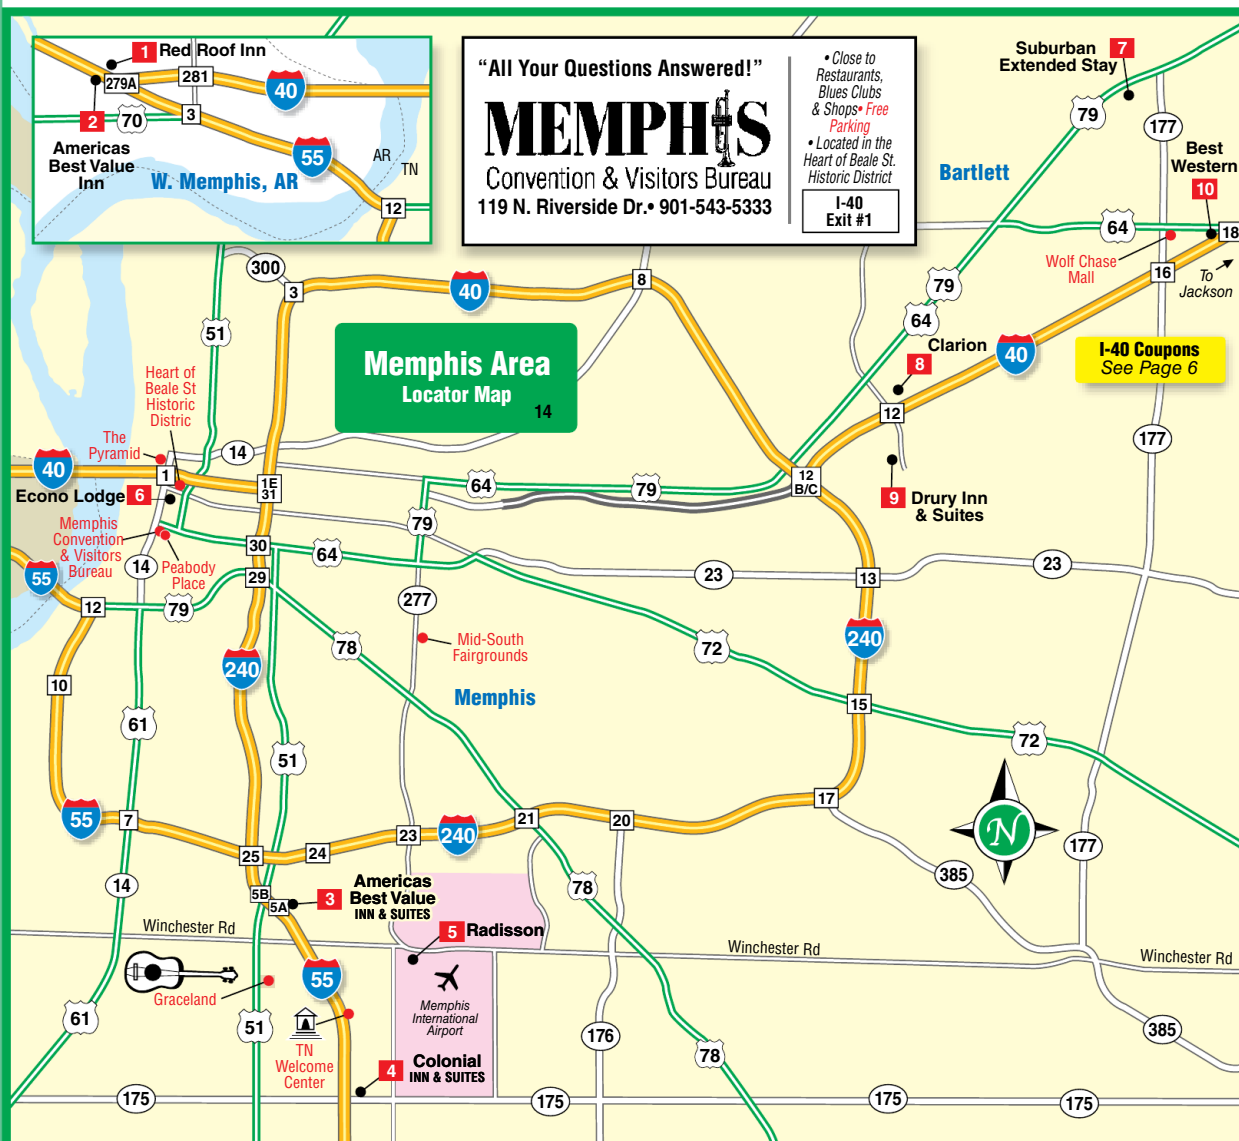 1
Red Roof Inn
279A
281
40
2
70
3
Americas
Best Value
Inn
55
W. Memphis, AR
AR
TN
12
“All Your Questions Answered!”
MEMPHIS
Convention & Visitors Bureau
119 N. Riverside Dr.• 901-543-5333
• Close to
Restaurants,
Blues Clubs
& Shops• Free
Parking
• Located in the
Heart of Beale St.
Historic District
I-40
Exit #1
Suburban
Extended Stay
7
79
177
Bartlett
Best
Western
10
64
18
Wolf Chase
Mall
16
To
Jackson
300
3
40
8
79
64
51
Clarion
8
40
I-40 Coupons
See Page 6
Memphis Area
Locator Map
14
Heart of
Beale St
Historic
Distric
12
The
Pyramid
14
177
40
1
1E
31
64
79
12
B/C
Econo Lodge
6
9
Drury Inn
& Suites
Memphis
Convention
& Visitors
Bureau
79
30
64
14
Peabody
Place
55
29
23
13
23
12
79
277
78
Mid-South
Fairgrounds
72
240
240
10
Memphis
15
61
51
72
55
7
23
240
21
20
17
N
25
24
177
14
5B
5A
3
Americas
Best Value
INN & SUITES
78
385
Winchester Rd
5
Radisson
Winchester Rd
Winchester Rd
Graceland
55
Memphis
International
Airport
61
51
TN
Welcome
Center
176
78
385
4
Colonial
INN & SUITES
175
175
175
175